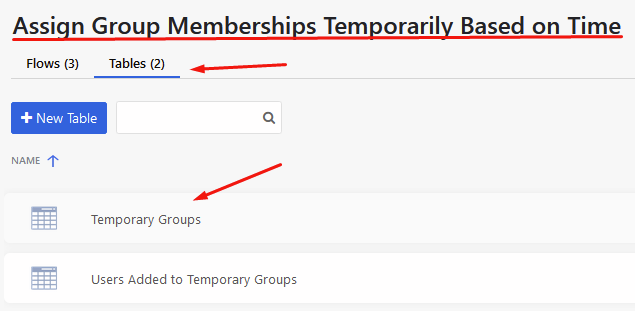 Assign Group Memberships Temporarily Based on Time
Flows (3) Tables (2)
+ New Table
NAME ↑
Temporary Groups
Users Added to Temporary Groups